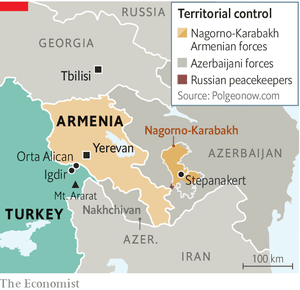 RUSSIA
Territorial control
Nagorno-Karabakh
Armenian forces
Azerbaijani forces
Russian peacekeepers
Source: Polgeonow.com
GEORGIA
Tbilisi
ARMENIA
Nagorno-Karabakh
Orta Alican
Yerevan
AZERBAIJAN
Igdir
Stepanakert
Mt. Ararat
Nakhchivan
TURKEY
AZER.
IRAN
100 km
The Economist